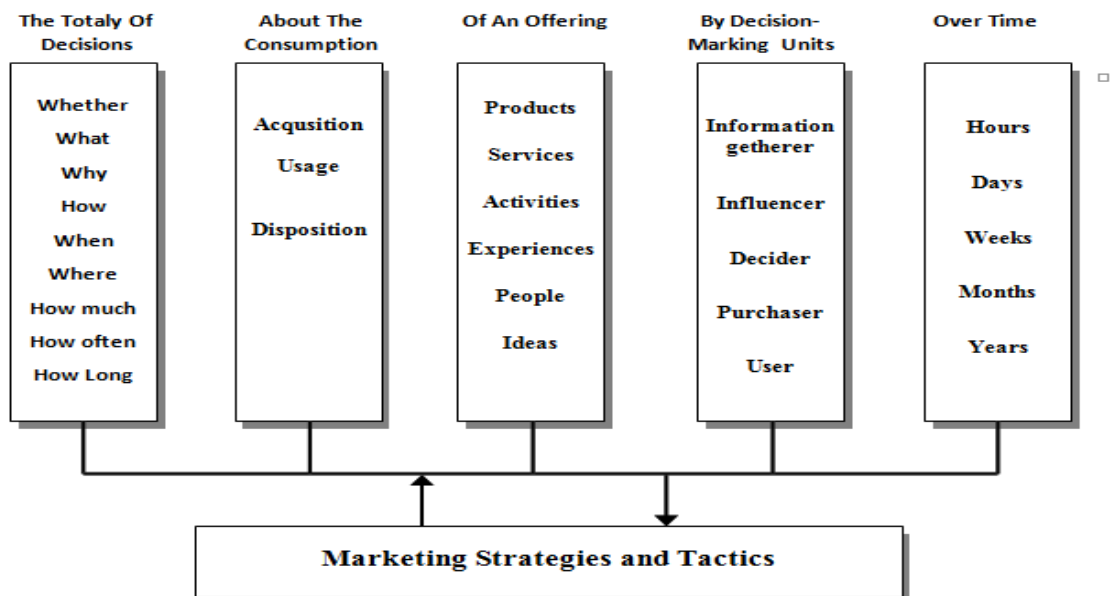 The Totaly Of
Decisions
Whether
What
Why
How
When
Where
How much
How often
How Long
About The
Consumption
Acqusition
Usage
Disposition
Of An Offering
Products
Services
Activities
Experiences
People
Ideas
By Decision-
Marking Units
Information
getherer
Influencer
Decider
Purchaser
User
Over Time
Hours
Days
Weeks
Months
Years
Marketing Strategies and Tactics